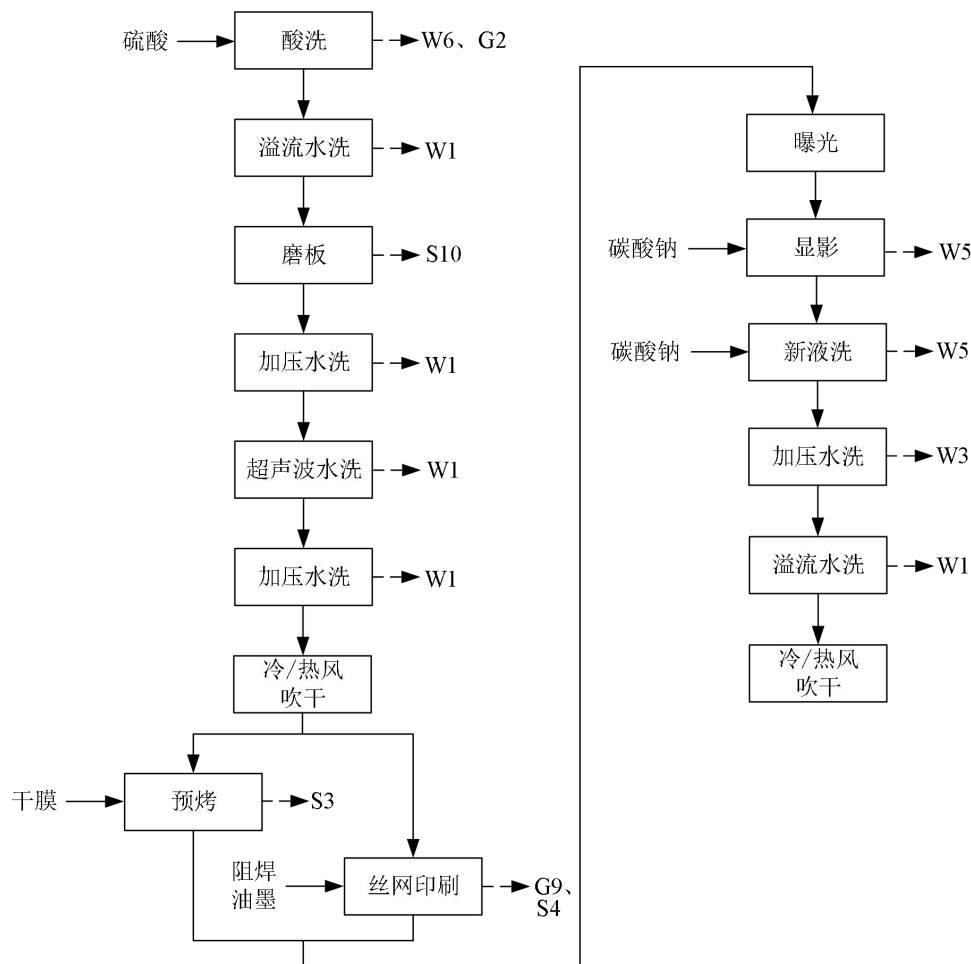 硫酸
酸洗
W6、G2
溢流水洗
W1
磨板
S10
加压水洗
W1
超声波水洗
W1
加压水洗
W1
冷/热风
吹干
干膜
预烤
S3
阻焊
油墨
丝网印刷
G9、
S4
曝光
碳酸钠
显影
W5
碳酸钠
新液洗
W5
加压水洗
W3
溢流水洗
W1
冷/热风
吹干